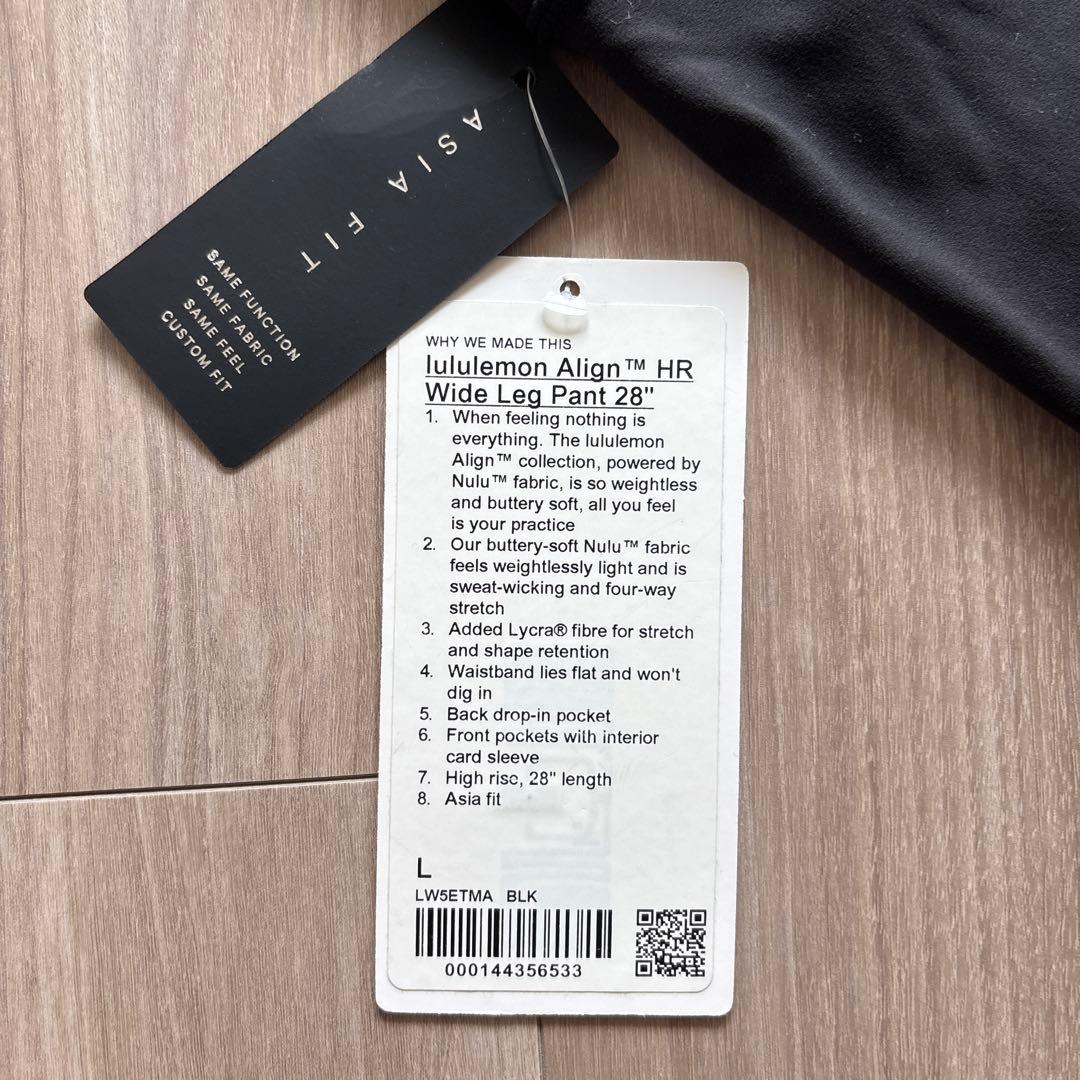 ASIA FIT
SAME FUNCTION
SAME FABRIC
SAME FEEL
CUSTOM FIT
WHY WE MADE THIS
lululemon Align™ HR
Wide Leg Pant 28"
1. When feeling nothing is
everything. The lululemon
Align™ collection, powered by
Nulu™ fabric, is so weightless
and buttery soft, all you feel
is your practice
2. Our buttery-soft Nulu™ fabric
feels weightlessly light and is
sweat-wicking and four-way
stretch
3. Added Lycra® fibre for stretch
and shape retention
4. Waistband lies flat and won't
dig in
5. Back drop-in pocket
6. Front pockets with interior
card sleeve
7. High rise, 28" length
8. Asia fit
L
LW5ETMA BLK
000144356533